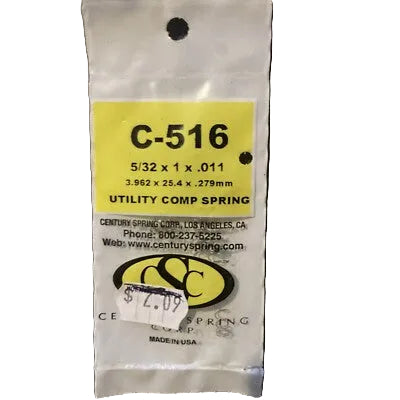 C-516
5/32 x 1 x .011
3.962 x 25.4 x .279mm
UTILITY COMP SPRING
CENTURY SPRING CORP., LOS ANGELES, CA
Phone: 800-237-5225
Web: www.centuryspring.com
CSC
$2.09
CE SPRING
CORP.
MADE IN USA